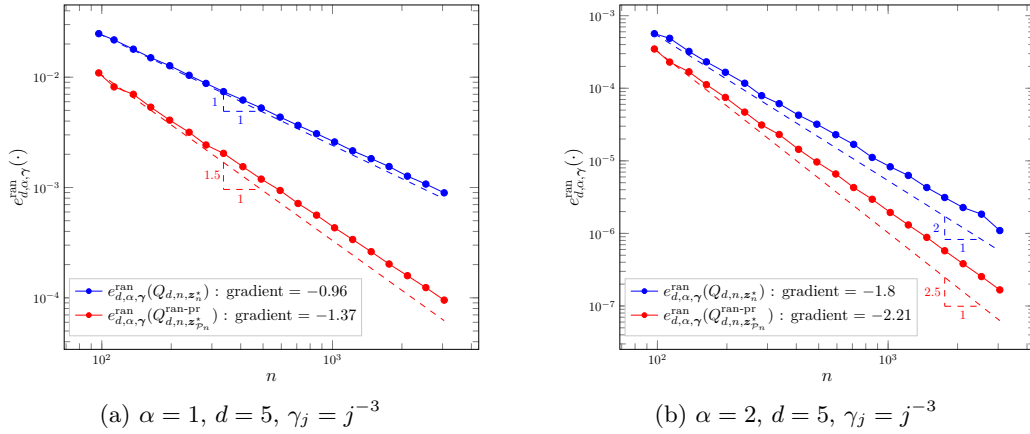 10^{-2}
10^{-3}
10^{-4}
e^{ran}_{d,α,γ}(·)
1
1
1.5
1
e^{ran}_{d,α,γ}(Q_{d,n,z^⋆_n}) : gradient = −0.96
e^{ran}_{d,α,γ}(Q^{ran-pr}_{d,n,z^⋆_{P_n}}) : gradient = −1.37
10^2
10^3
n
(a) α = 1, d = 5, γ_j = j^{−3}
10^{-3}
10^{-4}
10^{-5}
10^{-6}
10^{-7}
e^{ran}_{d,α,γ}(·)
2
1
2.5
1
e^{ran}_{d,α,γ}(Q_{d,n,z^⋆_n}) : gradient = −1.8
e^{ran}_{d,α,γ}(Q^{ran-pr}_{d,n,z^⋆_{P_n}}) : gradient = −2.21
10^2
10^3
n
(b) α = 2, d = 5, γ_j = j^{−3}